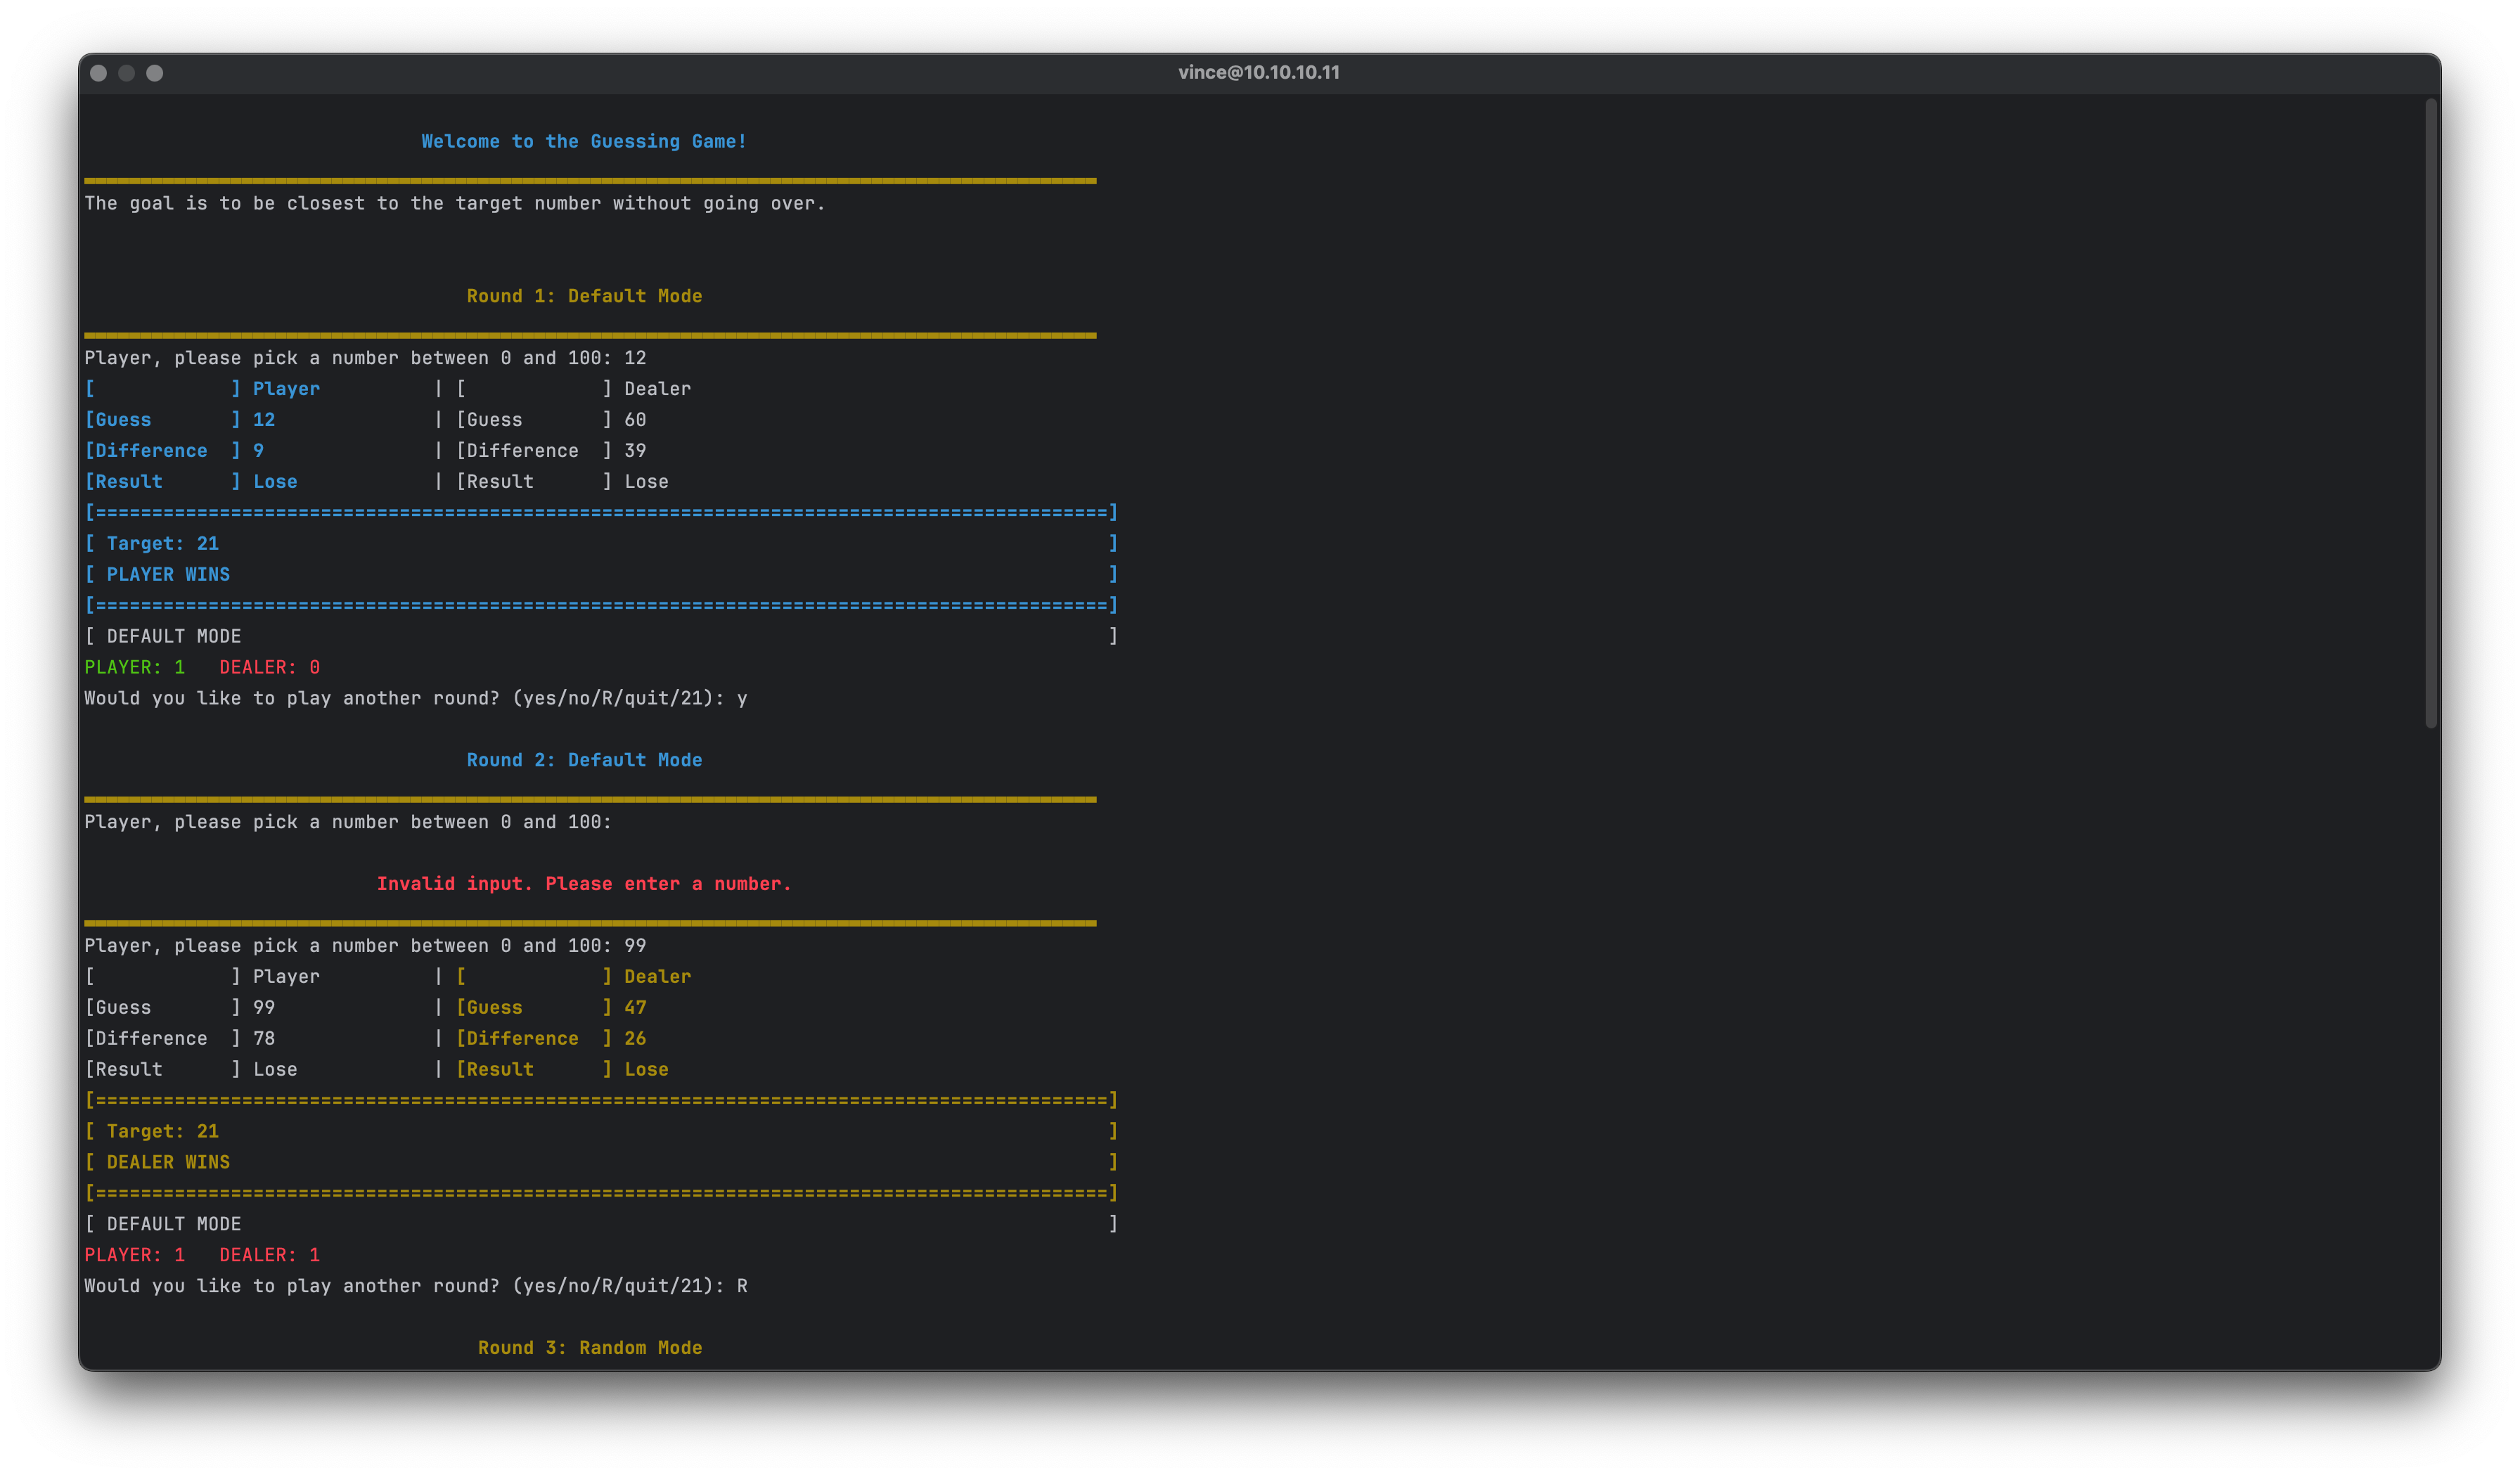 vince@10.10.10.11
Welcome to the Guessing Game!
The goal is to be closest to the target number without going over.
Round 1: Default Mode
Player, please pick a number between 0 and 100: 12
[            ] Player          | [            ] Dealer
[Guess       ] 12              | [Guess       ] 60
[Difference  ] 9               | [Difference  ] 39
[Result      ] Lose            | [Result      ] Lose
[==========================================================================================]
[ Target: 21                                                                               ]
[ PLAYER WINS                                                                              ]
[==========================================================================================]
[ DEFAULT MODE                                                                             ]
PLAYER: 1   DEALER: 0
Would you like to play another round? (yes/no/R/quit/21): y
Round 2: Default Mode
Player, please pick a number between 0 and 100:
Invalid input. Please enter a number.
Player, please pick a number between 0 and 100: 99
[            ] Player          | [            ] Dealer
[Guess       ] 99              | [Guess       ] 47
[Difference  ] 78              | [Difference  ] 26
[Result      ] Lose            | [Result      ] Lose
[==========================================================================================]
[ Target: 21                                                                               ]
[ DEALER WINS                                                                              ]
[==========================================================================================]
[ DEFAULT MODE                                                                             ]
PLAYER: 1   DEALER: 1
Would you like to play another round? (yes/no/R/quit/21): R
Round 3: Random Mode